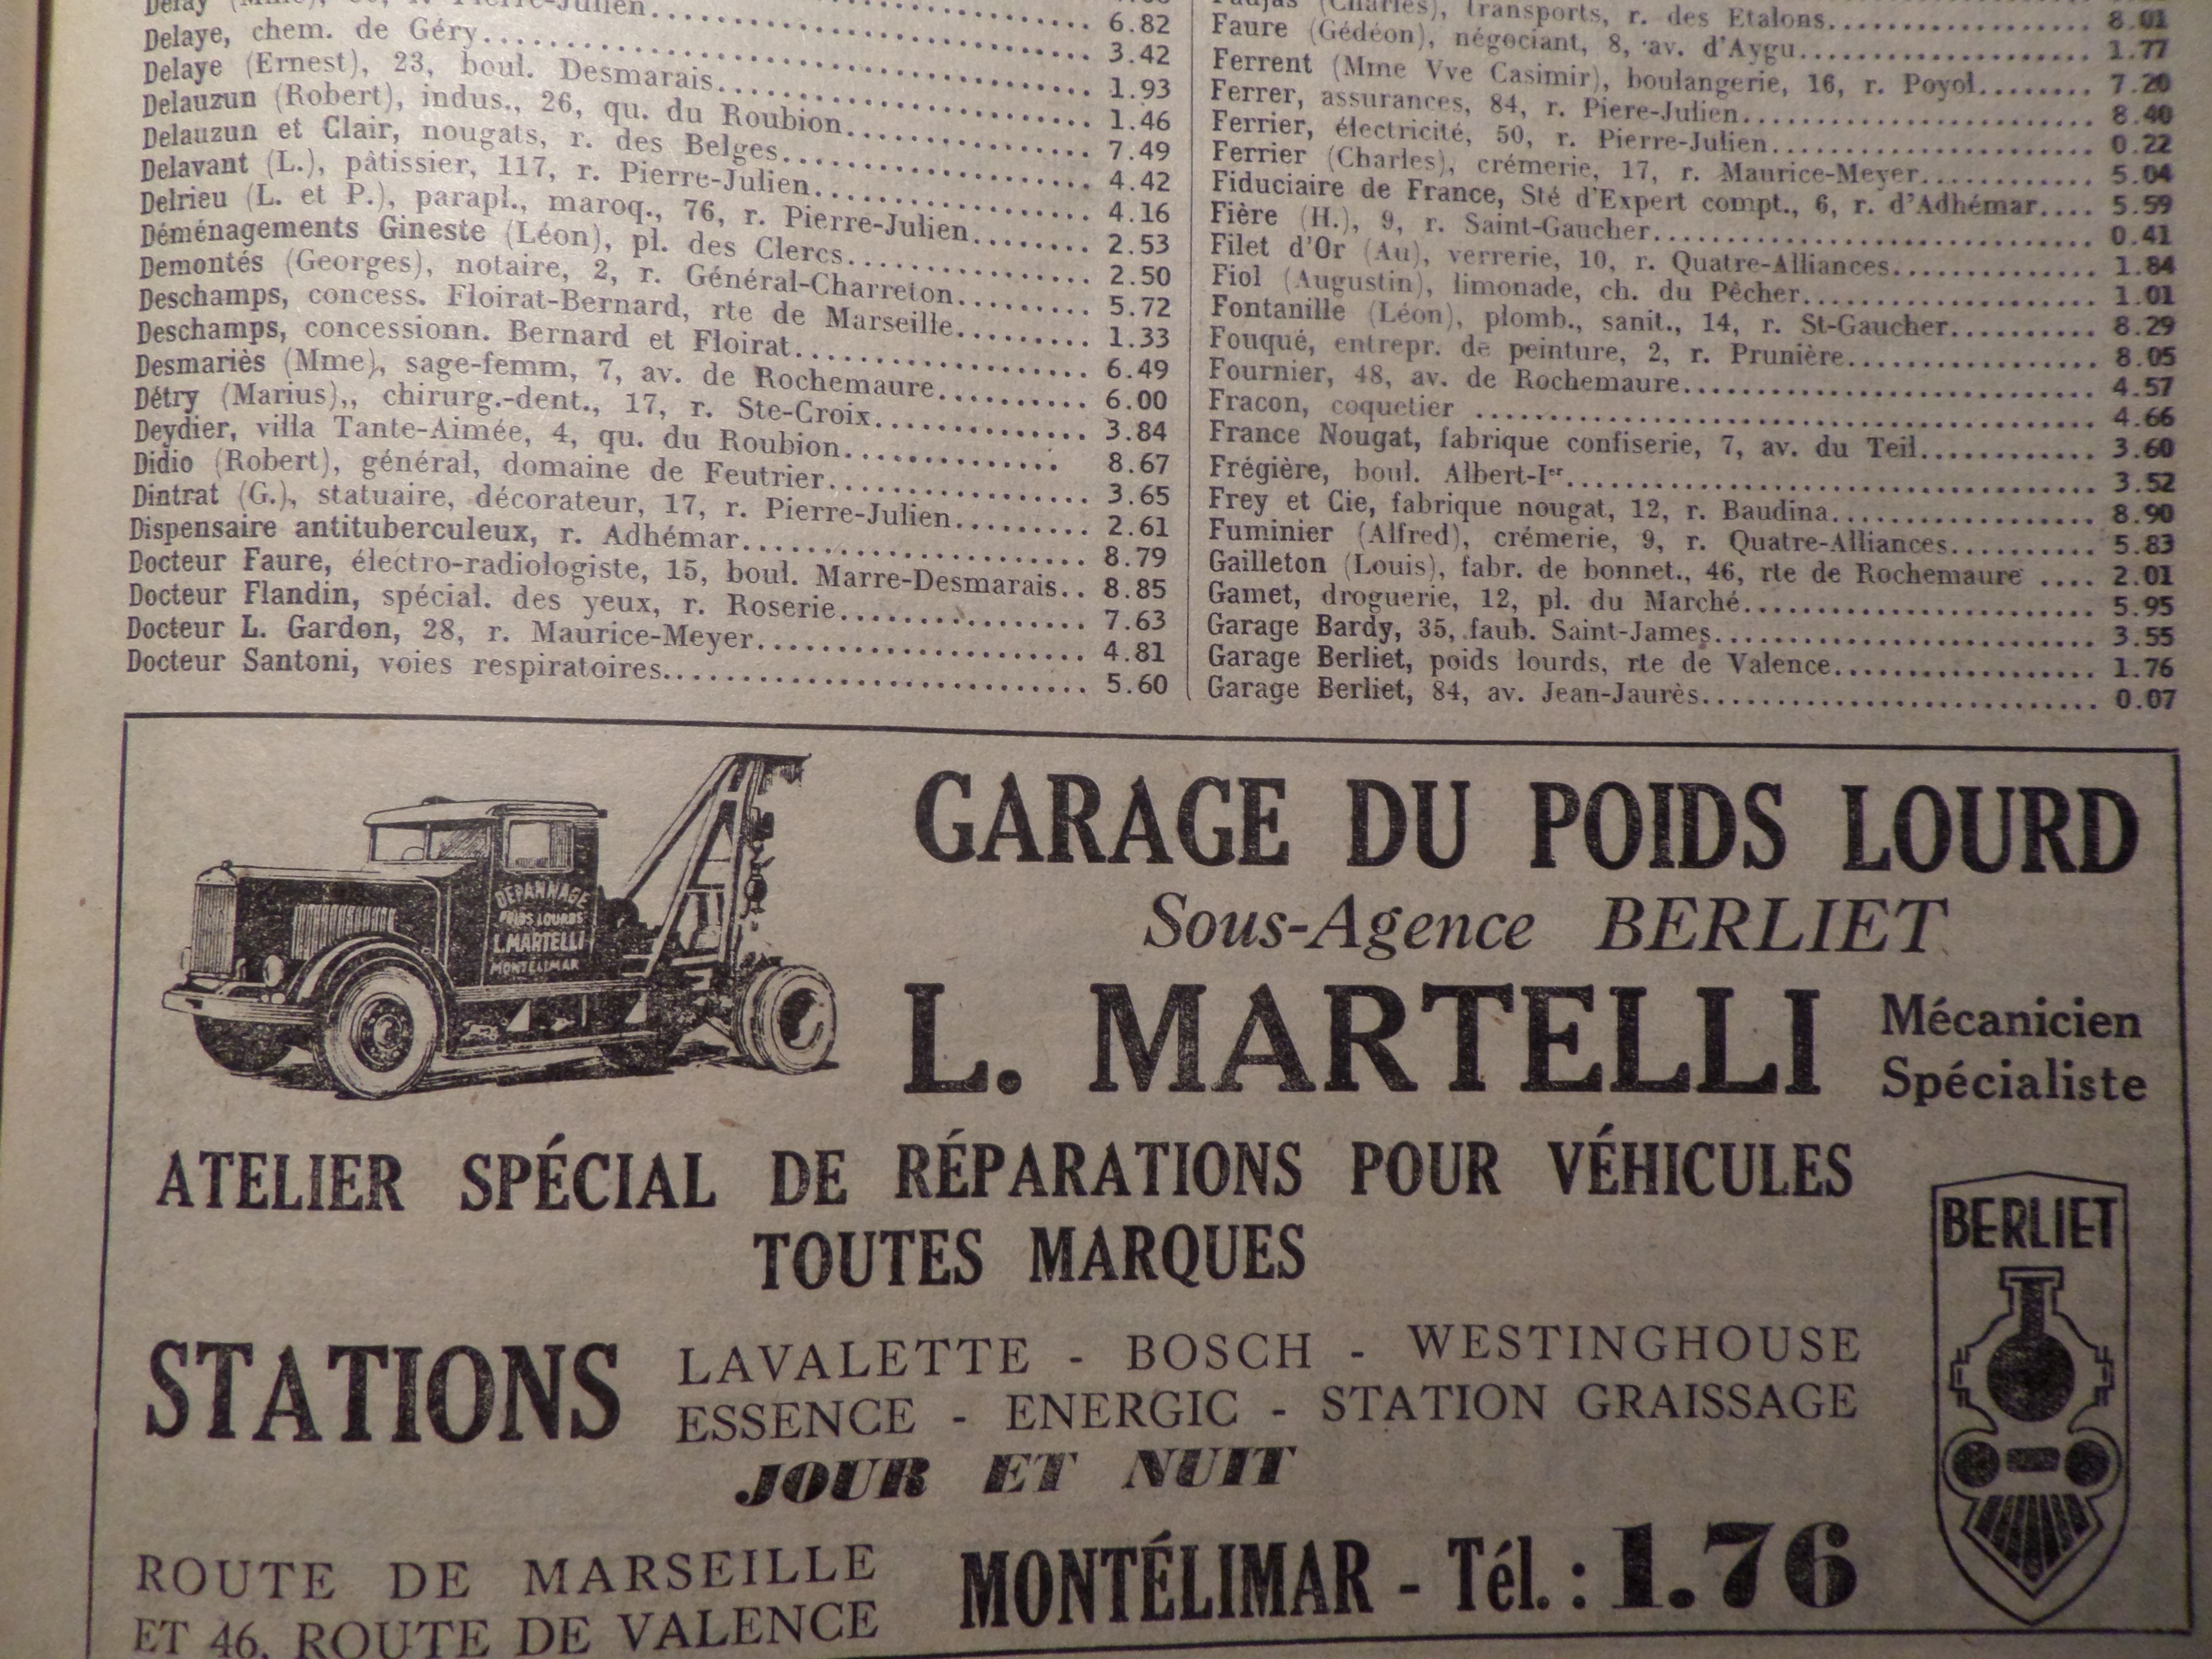 6.82
Delaye, chem. de Géry........ 3.42
Delaye (Ernest), 23, boul. Desmarais........ 1.93
Delauzun (Robert), indus., 26, qu. du Roubion........ 1.46
Delauzun et Clair, nougats, r. des Belges........ 7.49
Delavant (L.), pâtissier, 117, r. Pierre-Julien........ 4.42
Delrieu (L. et P.), parapl., maroq., 76, r. Pierre-Julien........ 4.16
Déménagements Gineste (Léon), pl. des Clercs........ 2.53
Demontés (Georges), notaire, 2, r. Général-Charreton........ 2.50
Deschamps, concess. Floirat-Bernard, rte de Marseille........ 5.72
Deschamps, concessionn. Bernard et Floirat........ 1.33
Desmariès (Mme), sage-femm, 7, av. de Rochemaure........ 6.49
Détry (Marius),, chirurg.-dent., 17, r. Ste-Croix........ 6.00
Deydier, villa Tante-Aimée, 4, qu. du Roubion........ 3.84
Didio (Robert), général, domaine de Feutrier........ 8.67
Dintrat (G.), statuaire, décorateur, 17, r. Pierre-Julien........ 3.65
Dispensaire antituberculeux, r. Adhémar........ 2.61
Docteur Faure, électro-radiologiste, 15, boul. Marre-Desmarais.. 8.79
Docteur Flandin, spécial. des yeux, r. Roserie........ 8.85
Docteur L. Gardon, 28, r. Maurice-Meyer........ 7.63
Docteur Santoni, voies respiratoires........ 4.81
5.60
(Charles), transports, r. des Etalons........ 8.01
Faure (Gédéon), négociant, 8, av. d'Aygu........ 1.77
Ferrent (Mme Vve Casimir), boulangerie, 16, r. Poyol........ 7.20
Ferrer, assurances, 84, r. Piere-Julien........ 8.40
Ferrier, électricité, 50, r. Pierre-Julien........ 0.22
Ferrier (Charles), crémerie, 17, r. Maurice-Meyer........ 5.04
Fiduciaire de France, Sté d'Expert compt., 6, r. d'Adhémar.... 5.59
Fière (H.), 9, r. Saint-Gaucher........ 0.41
Filet d'Or (Au), verrerie, 10, r. Quatre-Alliances........ 1.84
Fiol (Augustin), limonade, ch. du Pêcher........ 1.01
Fontanille (Léon), plomb., sanit., 14, r. St-Gaucher........ 8.29
Fouqué, entrepr. de peinture, 2, r. Prunière........ 8.05
Fournier, 48, av. de Rochemaure........ 4.57
Fracon, coquetier ........ 4.66
France Nougat, fabrique confiserie, 7, av. du Teil........ 3.60
Frégière, boul. Albert-Ier........ 3.52
Frey et Cie, fabrique nougat, 12, r. Baudina........ 8.90
Fuminier (Alfred), crémerie, 9, r. Quatre-Alliances........ 5.83
Gailleton (Louis), fabr. de bonnet., 46, rte de Rochemaure .... 2.01
Gamet, droguerie, 12, pl. du Marché........ 5.95
Garage Bardy, 35, faub. Saint-James........ 3.55
Garage Berliet, poids lourds, rte de Valence........ 1.76
Garage Berliet, 84, av. Jean-Jaurès........ 0.07
DÉPANNAGE
POIDS LOURDS
L. MARTELLI
MONTÉLIMAR
GARAGE DU POIDS LOURD
Sous-Agence BERLIET
L. MARTELLI Mécanicien
Spécialiste
ATELIER SPÉCIAL DE RÉPARATIONS POUR VÉHICULES
TOUTES MARQUES
BERLIET
STATIONS LAVALETTE - BOSCH - WESTINGHOUSE
ESSENCE - ENERGIC - STATION GRAISSAGE
JOUR ET NUIT
ROUTE DE MARSEILLE
ET 46, ROUTE DE VALENCE
MONTÉLIMAR - Tél. : 1.76